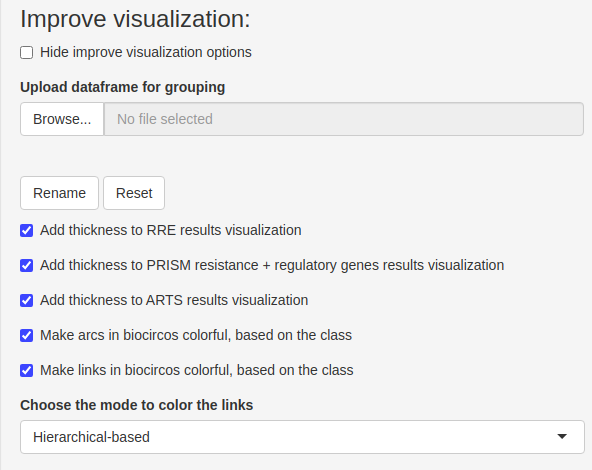 Improve visualization:
Hide improve visualization options
Upload dataframe for grouping
Browse... No file selected
Rename Reset
Add thickness to RRE results visualization
Add thickness to PRISM resistance + regulatory genes results visualization
Add thickness to ARTS results visualization
Make arcs in biocircos colorful, based on the class
Make links in biocircos colorful, based on the class
Choose the mode to color the links
Hierarchical-based